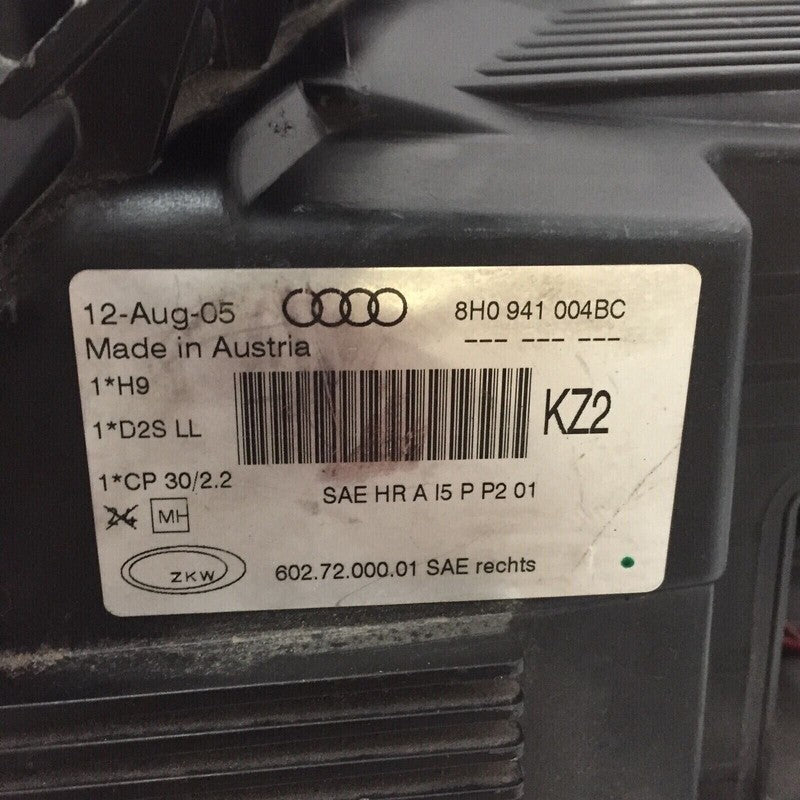 12-Aug-05 8H0 941 004BC
Made in Austria --- --- ---
1*H9
1*D2S LL KZ2
1*CP 30/2.2
SAE HR A I5 P P2 01
MH
ZKW 602.72.000.01 SAE rechts